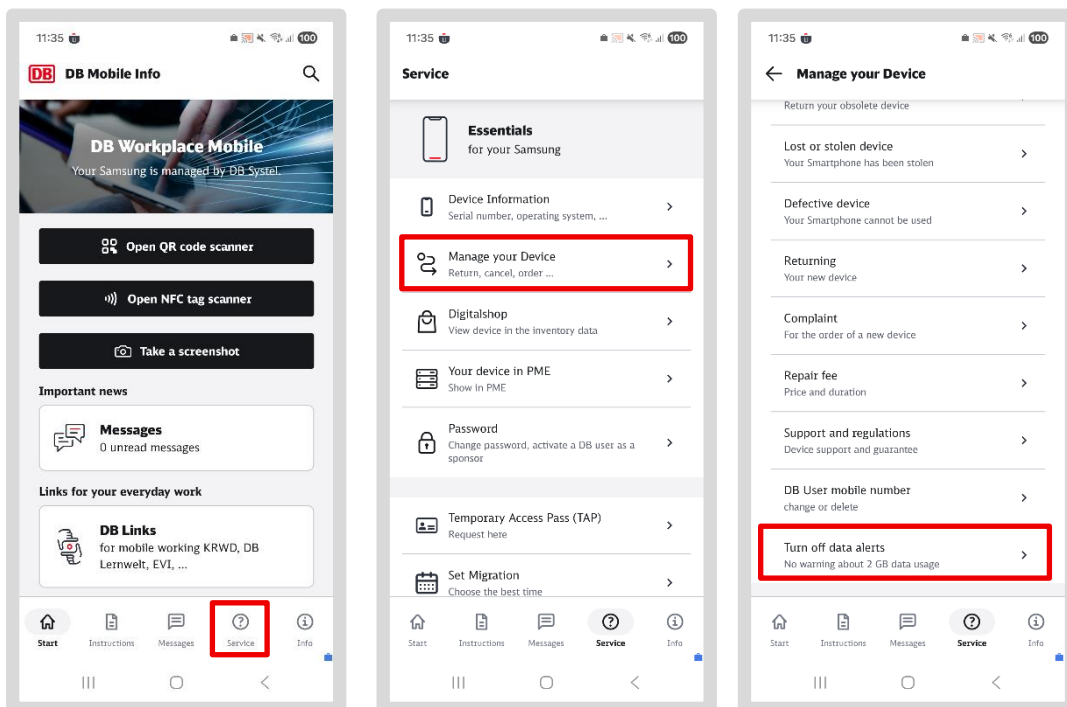 11:35
100
DB DB Mobile Info
DB Workplace Mobile
Your Samsung is managed by DB Systel.
Open QR code scanner
Open NFC tag scanner
Take a screenshot
Important news
Messages
0 unread messages
Links for your everyday work
DB Links
for mobile working KRWD, DB
Lernwelt, EVI, ...
Start
Instructions
Messages
Service
Info
11:35
100
Service
Essentials
for your Samsung
Device Information
Serial number, operating system, ...
Manage your Device
Return, cancel, order ...
Digitalshop
View device in the inventory data
Your device in PME
Show in PME
Password
Change password, activate a DB user as a
sponsor
Temporary Access Pass (TAP)
Request here
Set Migration
Choose the best time
Start
Instructions
Messages
Service
Info
11:35
100
Manage your Device
Return your obsolete device
Lost or stolen device
Your Smartphone has been stolen
Defective device
Your Smartphone cannot be used
Returning
Your new device
Complaint
For the order of a new device
Repair fee
Price and duration
Support and regulations
Device support and guarantee
DB User mobile number
change or delete
Turn off data alerts
No warning about 2 GB data usage
Start
Instructions
Messages
Service
Info